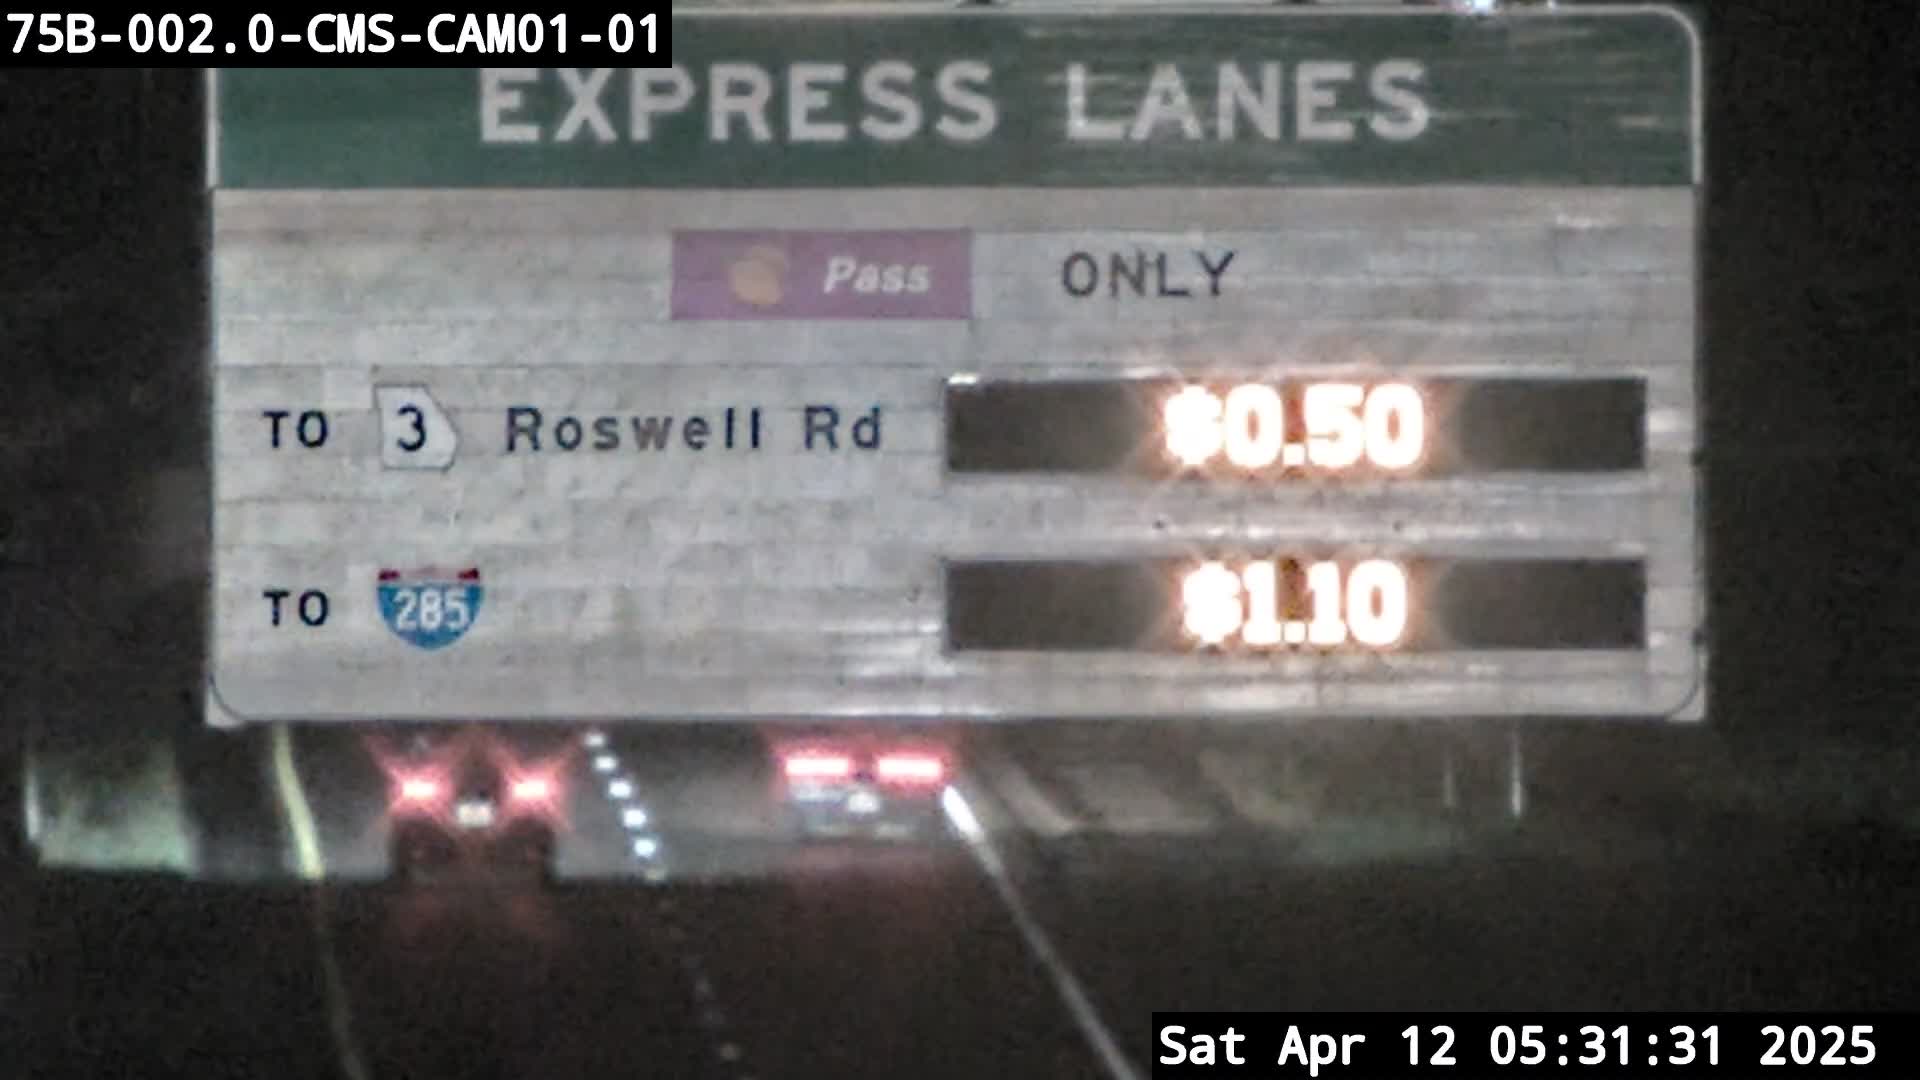 75B-002.0-CMS-CAM01-01
EXPRESS LANES
Pass ONLY
TO 3 Roswell Rd $0.50
TO 285 $1.10
Sat Apr 12 05:31:31 2025